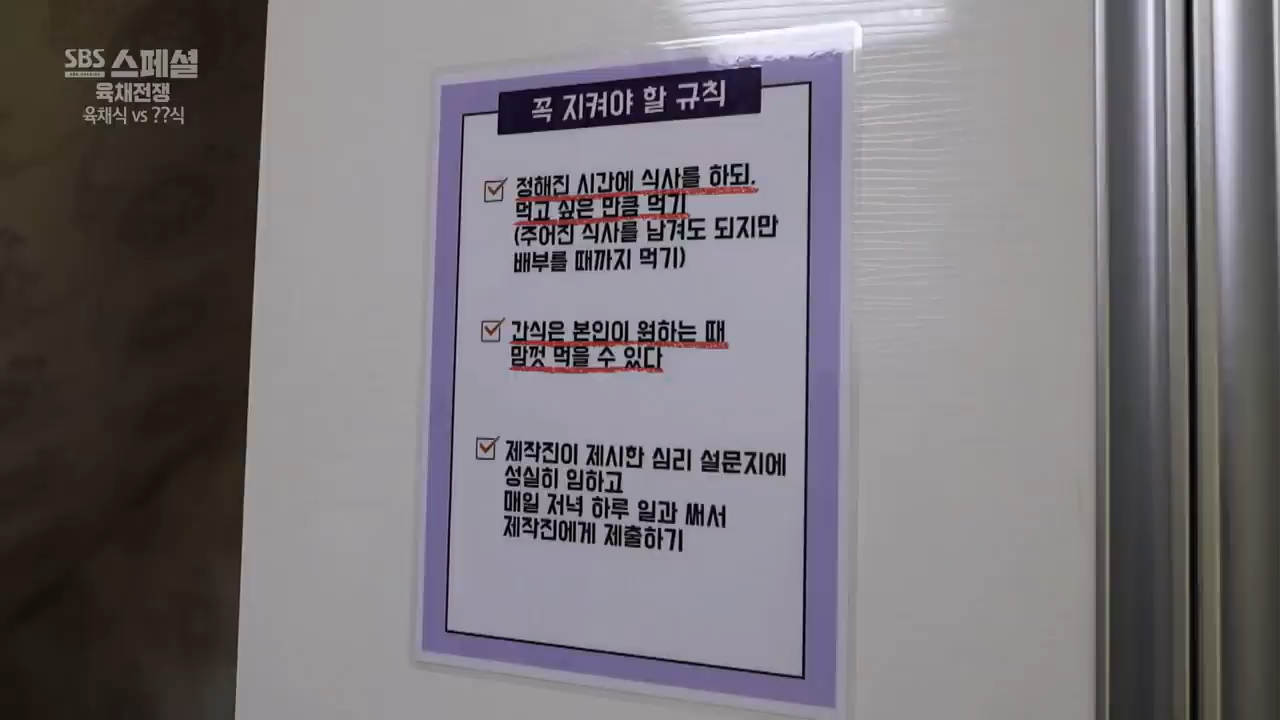 SBS 스페셜
육채전쟁
육채식 vs ??식
꼭 지켜야 할 규칙
정해진 시간에 식사를 하되,
먹고 싶은 만큼 먹기
(주어진 식사를 남겨도 되지만
배부를 때까지 먹기)
간식은 본인이 원하는 때
맘껏 먹을 수 있다
제작진이 제시한 심리 설문지에
성실히 임하고
매일 저녁 하루 일과 써서
제작진에게 제출하기